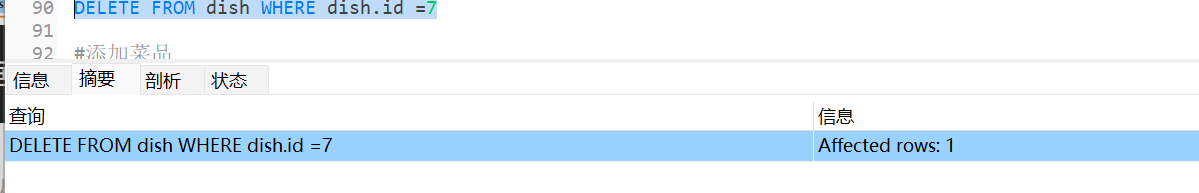 90 DELETE FROM dish WHERE dish.id =7
91
92 #添加菜品
信息 摘要 剖析 状态
查询 信息
DELETE FROM dish WHERE dish.id =7 Affected rows: 1